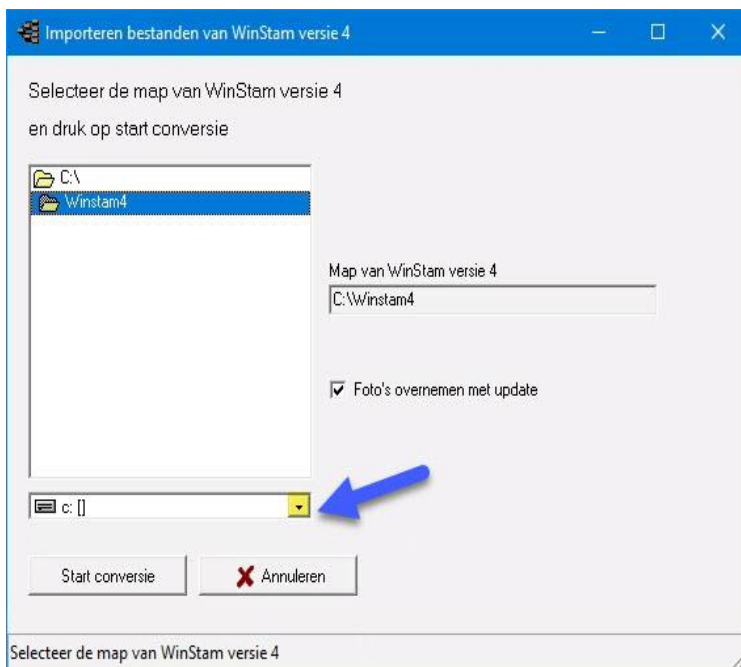 Importeren bestanden van WinStam versie 4
Selecteer de map van WinStam versie 4
en druk op start conversie
C:\
Winstam4
Map van WinStam versie 4
C:\Winstam4
Foto's overnemen met update
c: []
Start conversie
Annuleren
Selecteer de map van WinStam versie 4